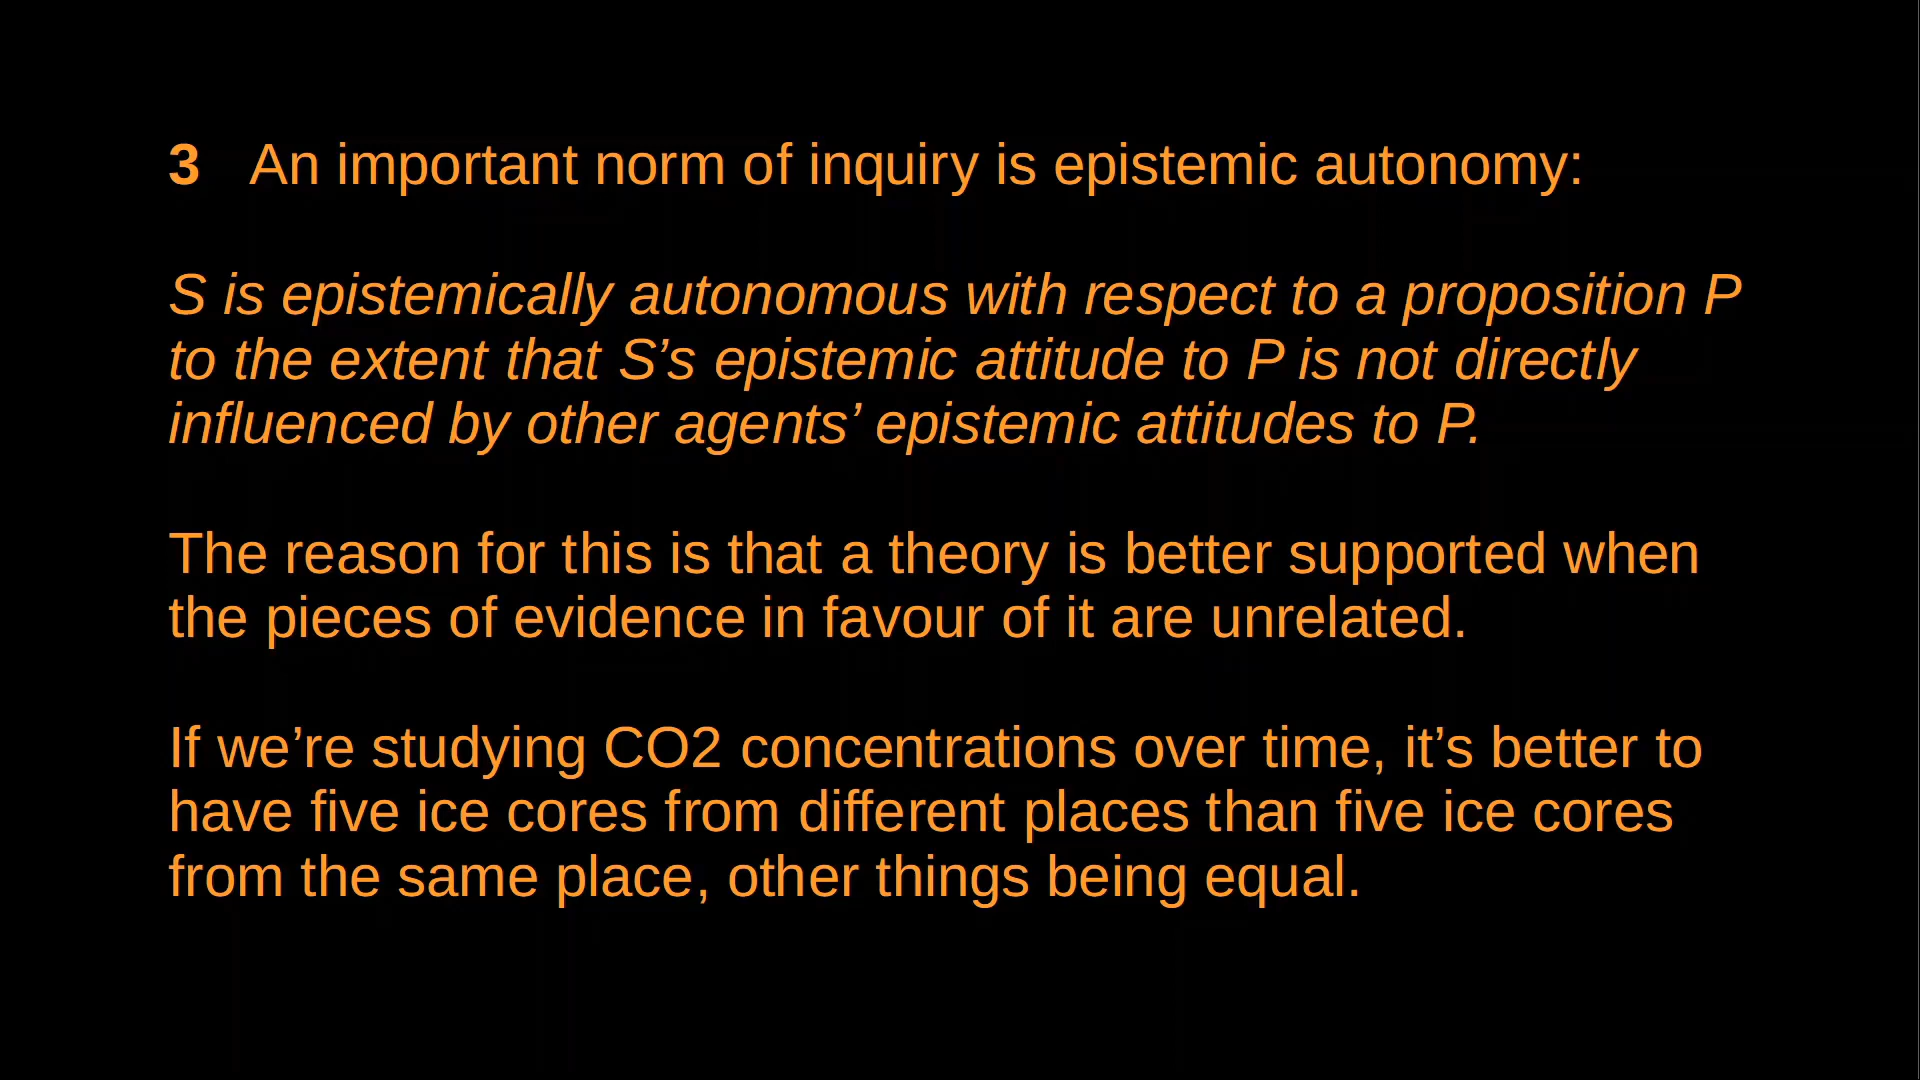 3 An important norm of inquiry is epistemic autonomy:
S is epistemically autonomous with respect to a proposition P
to the extent that S’s epistemic attitude to P is not directly
influenced by other agents’ epistemic attitudes to P.
The reason for this is that a theory is better supported when
the pieces of evidence in favour of it are unrelated.
If we’re studying CO2 concentrations over time, it’s better to
have five ice cores from different places than five ice cores
from the same place, other things being equal.